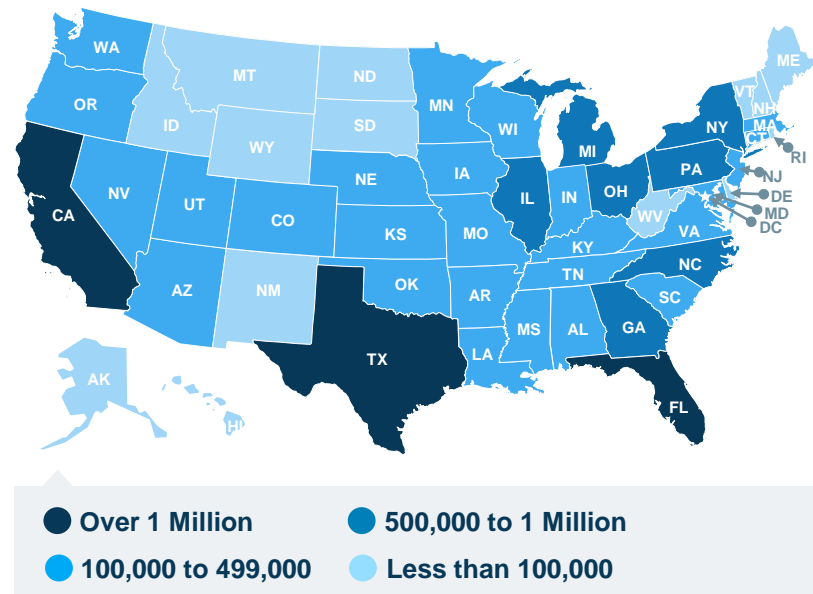 WA
MT
ND
ME
OR
MN
VT
NH
ID
SD
WI
NY
MA
CT
WY
MI
RI
IA
PA
NJ
NV
NE
OH
UT
IL
IN
DE
CA
CO
WV
MD
KS
MO
VA
DC
KY
NC
AZ
NM
OK
TN
AR
SC
MS
AL
GA
TX
LA
AK
FL
HI
Over 1 Million
500,000 to 1 Million
100,000 to 499,000
Less than 100,000